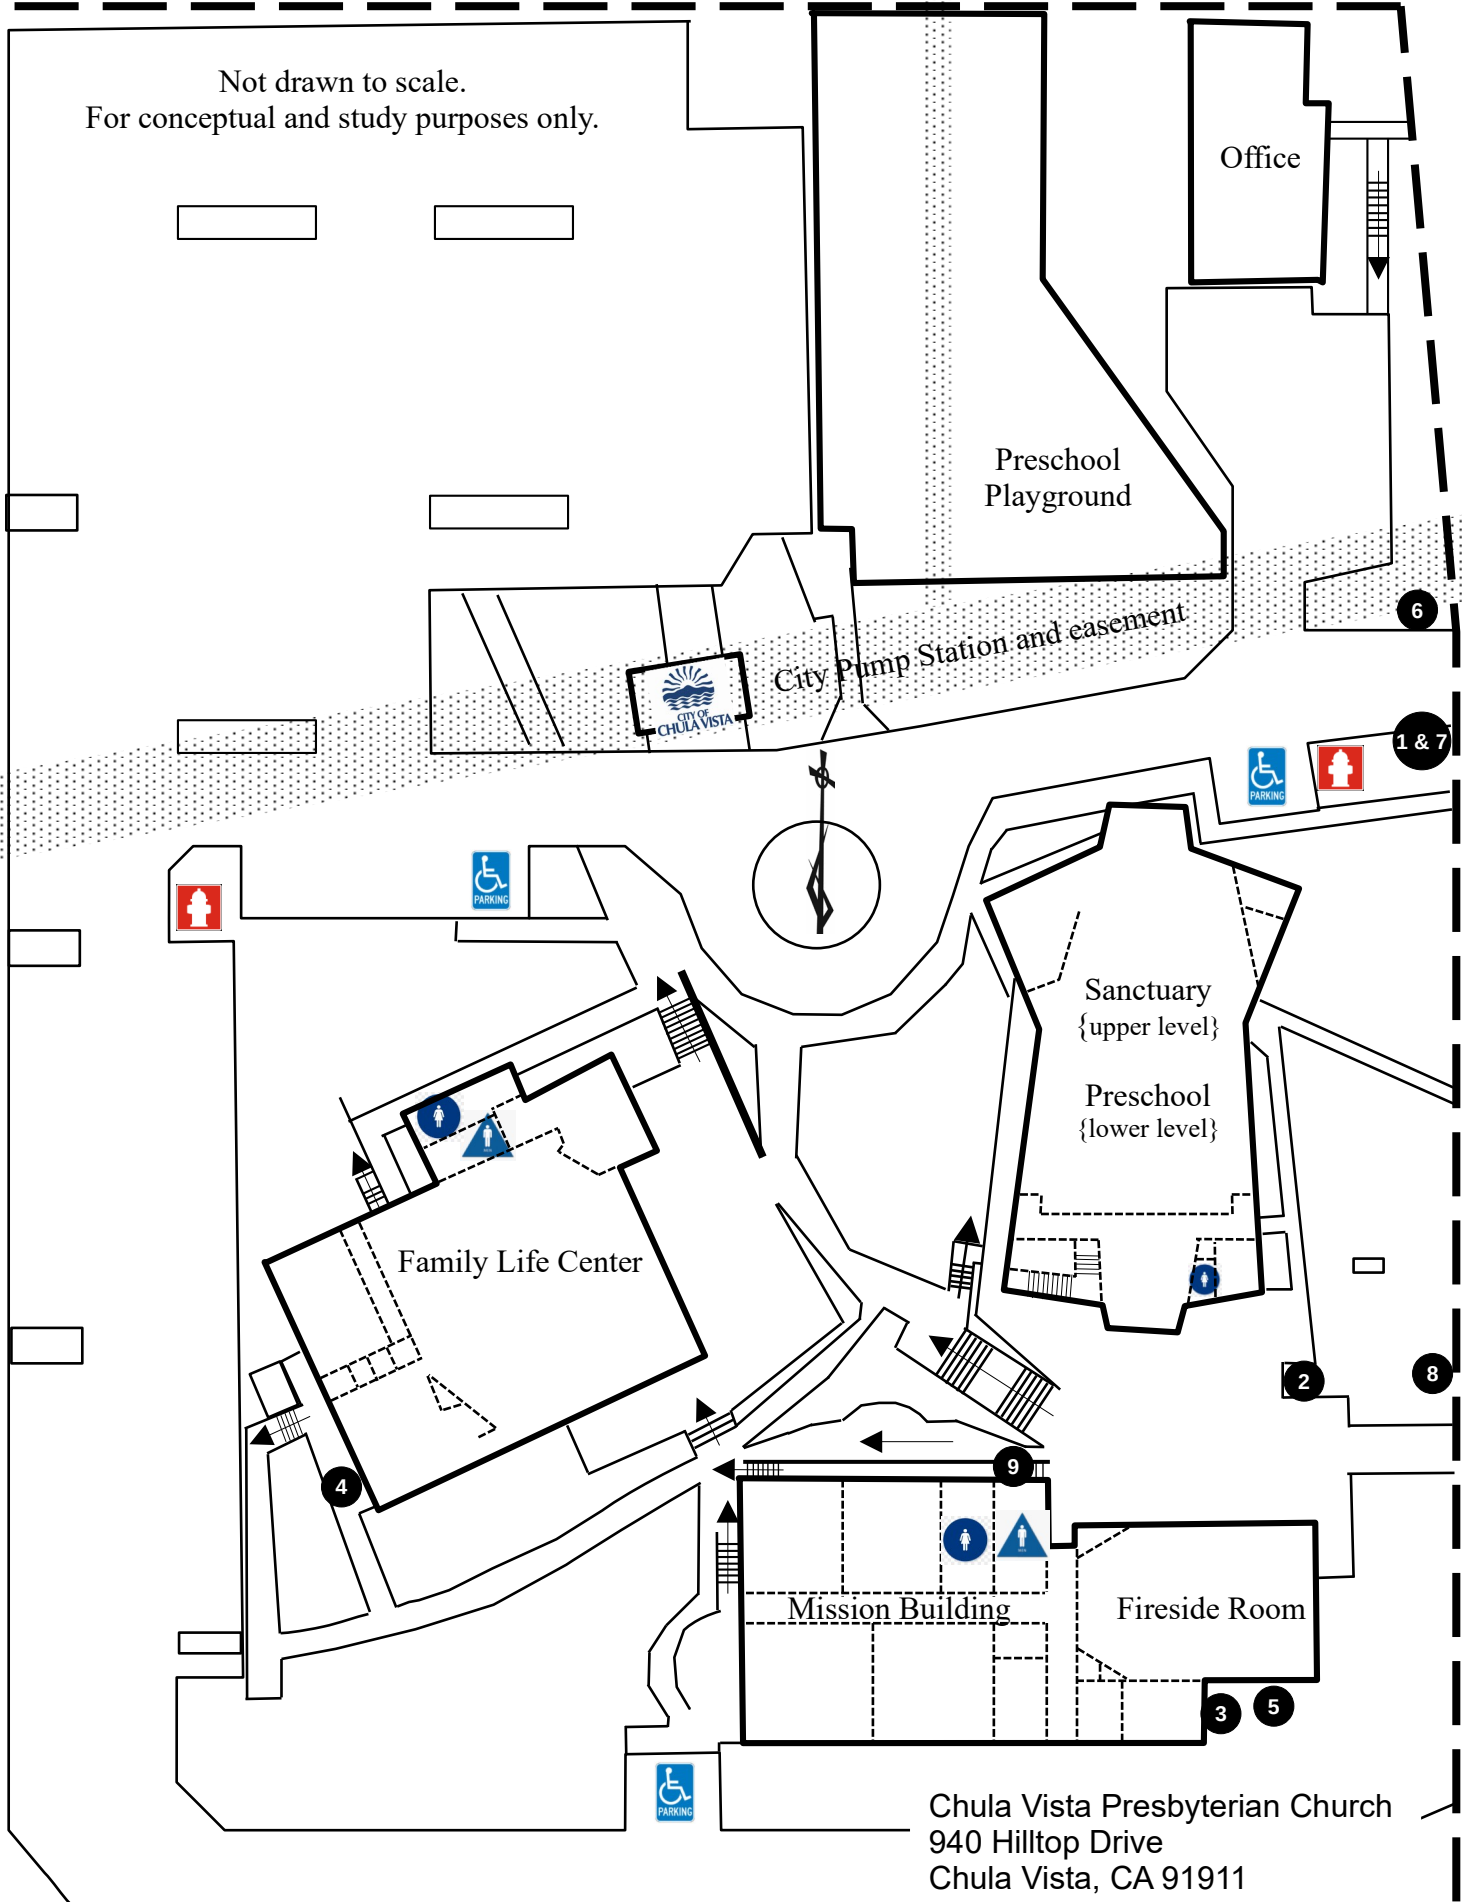 Not drawn to scale.
For conceptual and study purposes only.
Office
Preschool
Playground
6
City Pump Station and easement
CITY OF
CHULA VISTA
1 & 7
PARKING
PARKING
Sanctuary
{upper level}
Preschool
{lower level}
Family Life Center
2
8
9
4
Mission Building
Fireside Room
3
5
PARKING
Chula Vista Presbyterian Church
940 Hilltop Drive
Chula Vista, CA 91911